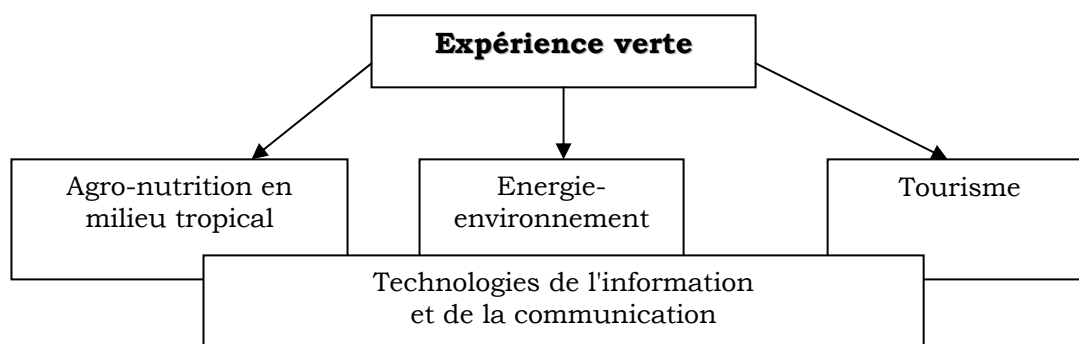 Expérience verte
Agro-nutrition en
milieu tropical
Energie-
environnement
Tourisme
Technologies de l'information
et de la communication